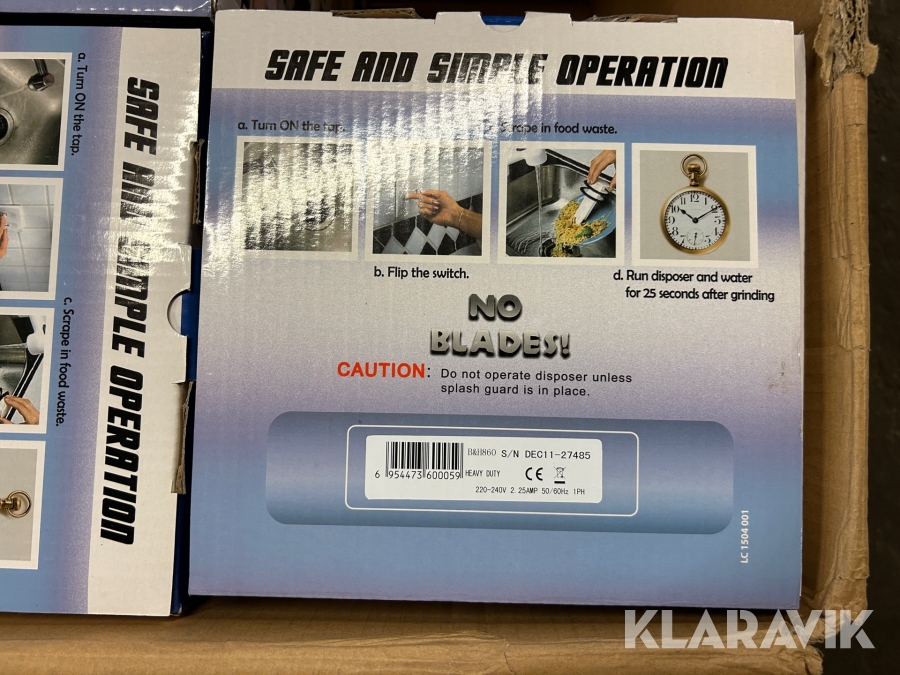 SAFE AND SIMPLE OPERATION
a. Turn ON the tap.
Scrape in food waste.
b. Flip the switch.
d. Run disposer and water
for 25 seconds after grinding
NO
BLADES!
CAUTION: Do not operate disposer unless
splash guard is in place.
B&B860 S/N DEC11-27485
HEAVY DUTY CE
6 954473 600059
220-240V 2.25AMP 50/60Hz 1PH
LC 1504 001
a. Turn ON the tap.
c. Scrape in food waste.
SAFE AND SIMPLE OPERATION
KLARAVIK